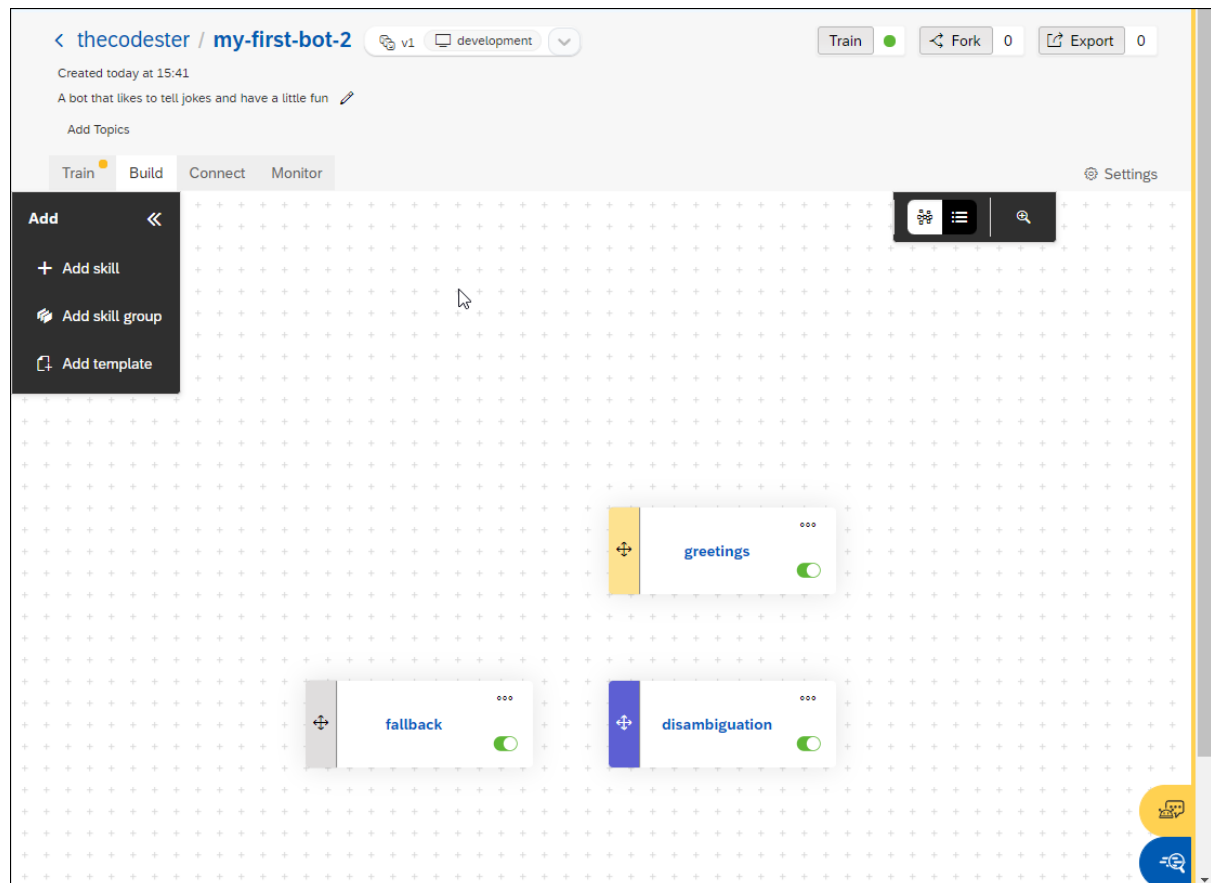 thecodester / my-first-bot-2 v1 development Train Fork 0 Export 0
Created today at 15:41
A bot that likes to tell jokes and have a little fun
Add Topics
Train Build Connect Monitor Settings
Add
Add skill
Add skill group
Add template
greetings
fallback
disambiguation